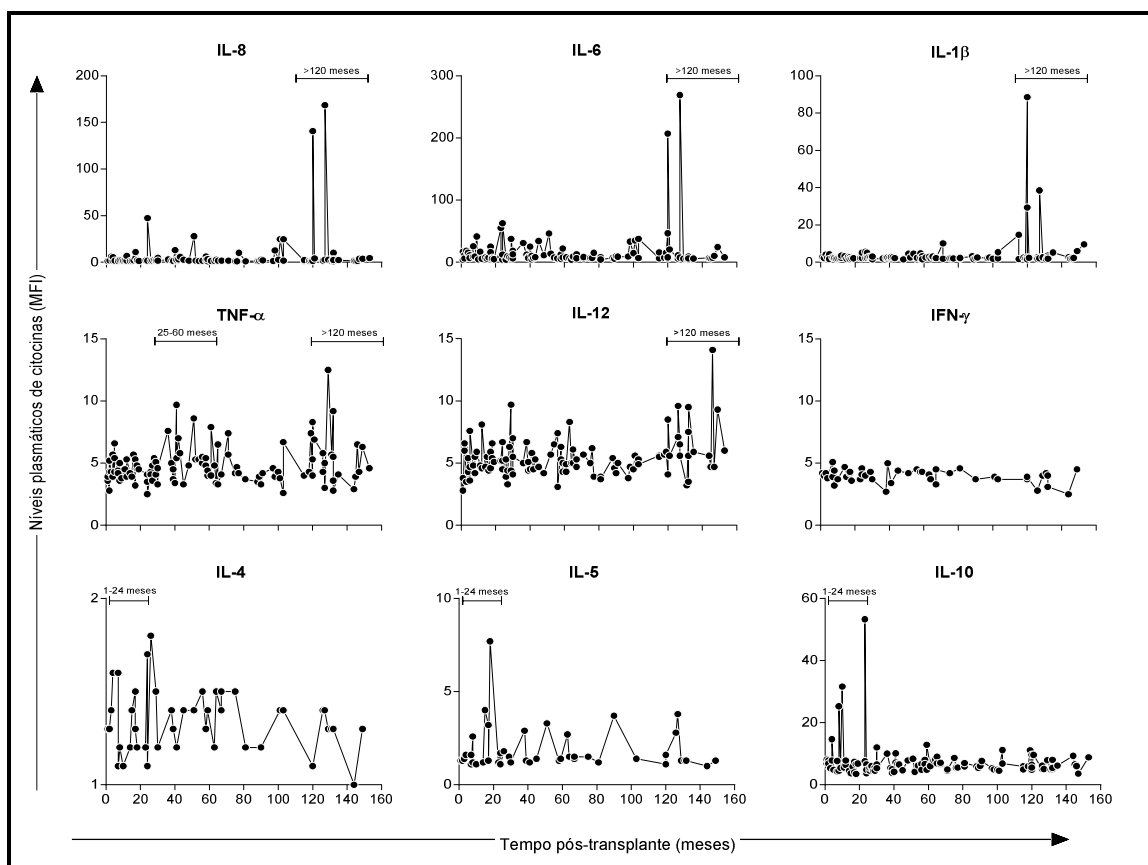 IL-8
>120 meses
200
150
100
50
0
IL-6
>120 meses
300
200
100
0
IL-1β
>120 meses
100
80
60
40
20
0
Níveis plasmáticos de citocinas (MFI)
TNF-α
25-60 meses
>120 meses
15
10
5
0
IL-12
>120 meses
15
10
5
0
IFN-γ
15
10
5
0
IL-4
1-24 meses
2
1
0 20 40 60 80 100 120 140 160
IL-5
1-24 meses
10
5
0
0 20 40 60 80 100 120 140 160
IL-10
1-24 meses
60
40
20
0
0 20 40 60 80 100 120 140 160
Tempo pós-transplante (meses)